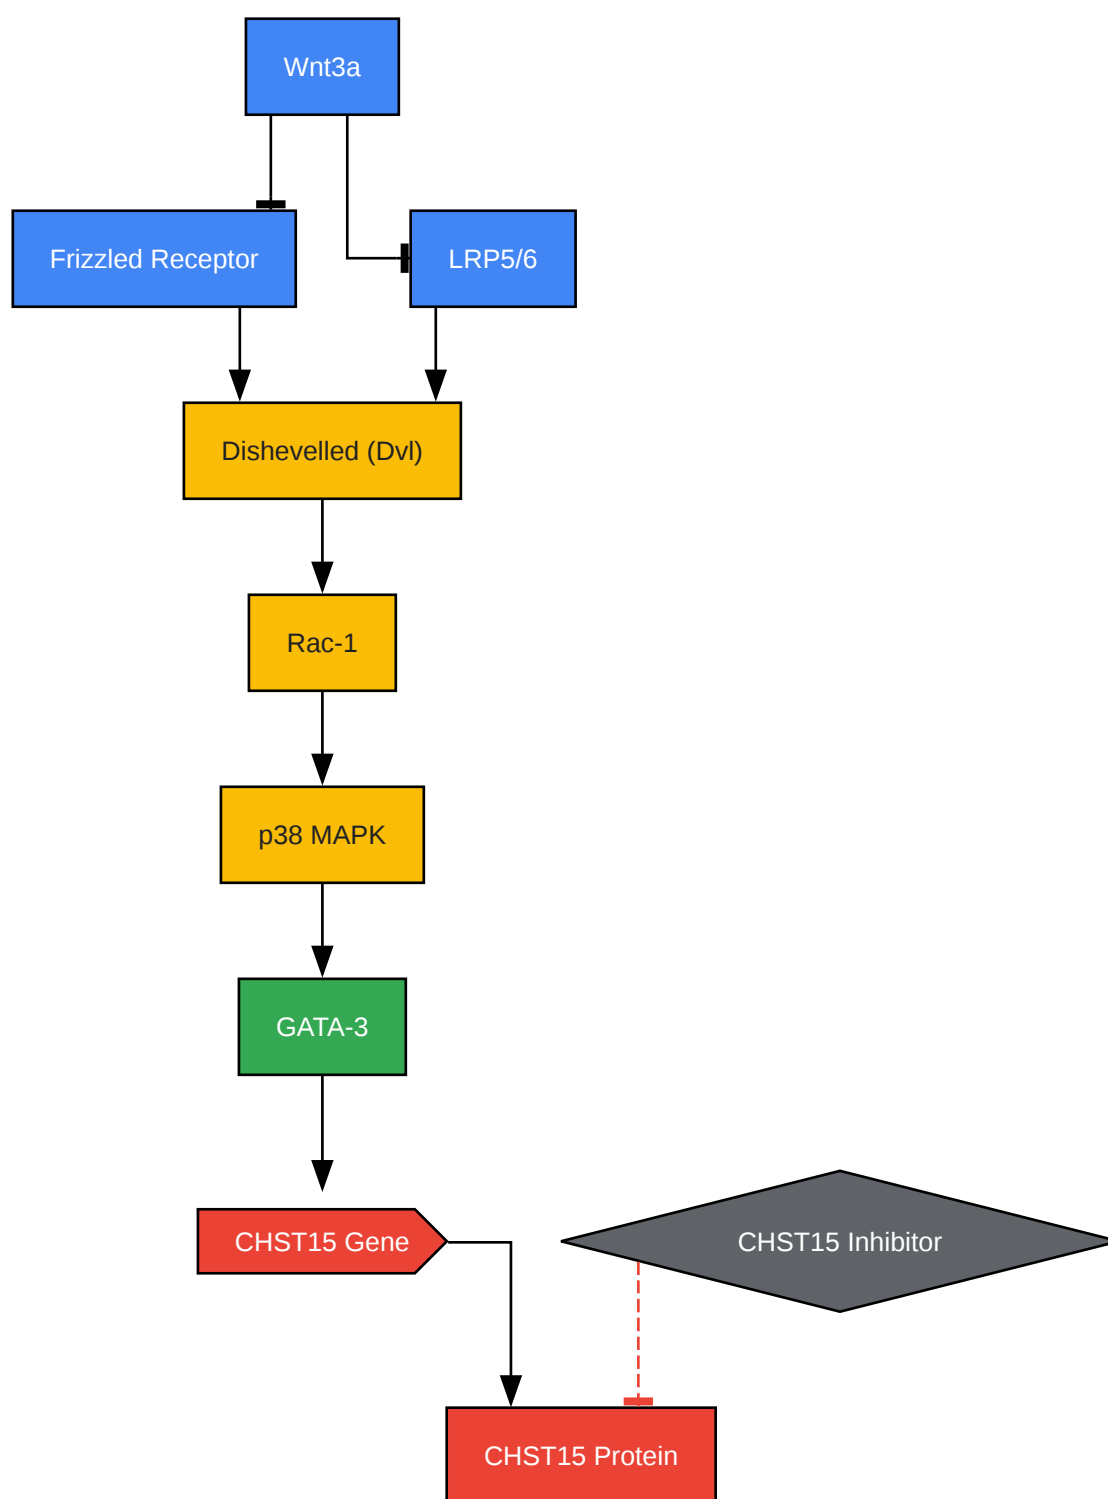 Wnt3a
Frizzled Receptor
LRP5/6
Dishevelled (Dvl)
Rac-1
p38 MAPK
GATA-3
CHST15 Gene
CHST15 Inhibitor
CHST15 Protein